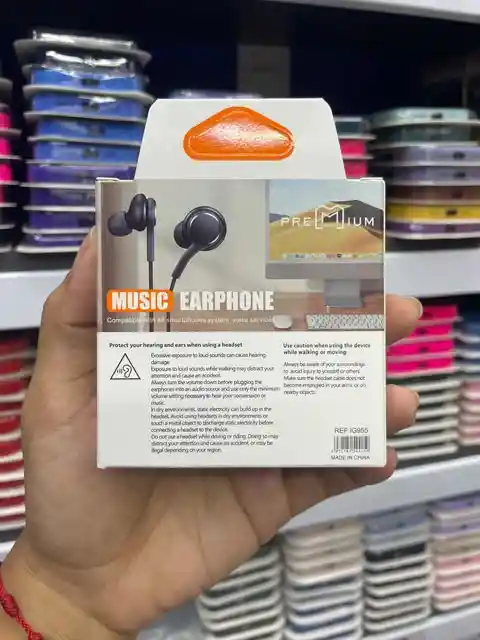 PREMIUM
MUSIC EARPHONE
Compatible with all smartphones system, voice services
Protect your hearing and ears when using a headset
Excessive exposure to loud sounds can cause hearing
damage.
Exposure to loud sounds while walking may distract your
attention and cause an accident.
Always turn the volume down before plugging the
earphones into an audio source and use only the minimum
volume setting necessary to hear your conversation or
music.
In dry environments, static electricity can build up in the
headset. Avoid using headsets in dry environments or
touch a metal object to discharge static electricity before
connecting a headset to the device.
Do not use a headset while driving or riding. Doing so may
distract your attention and cause an accident, or may be
illegal depending on your region.
Use caution when using the device
while walking or moving
Always be aware of your surroundings
to avoid injury to yourself or others.
Make sure the headset cable does not
become entangled in your arms or on
nearby objects.
REF IG955
MADE IN CHINA